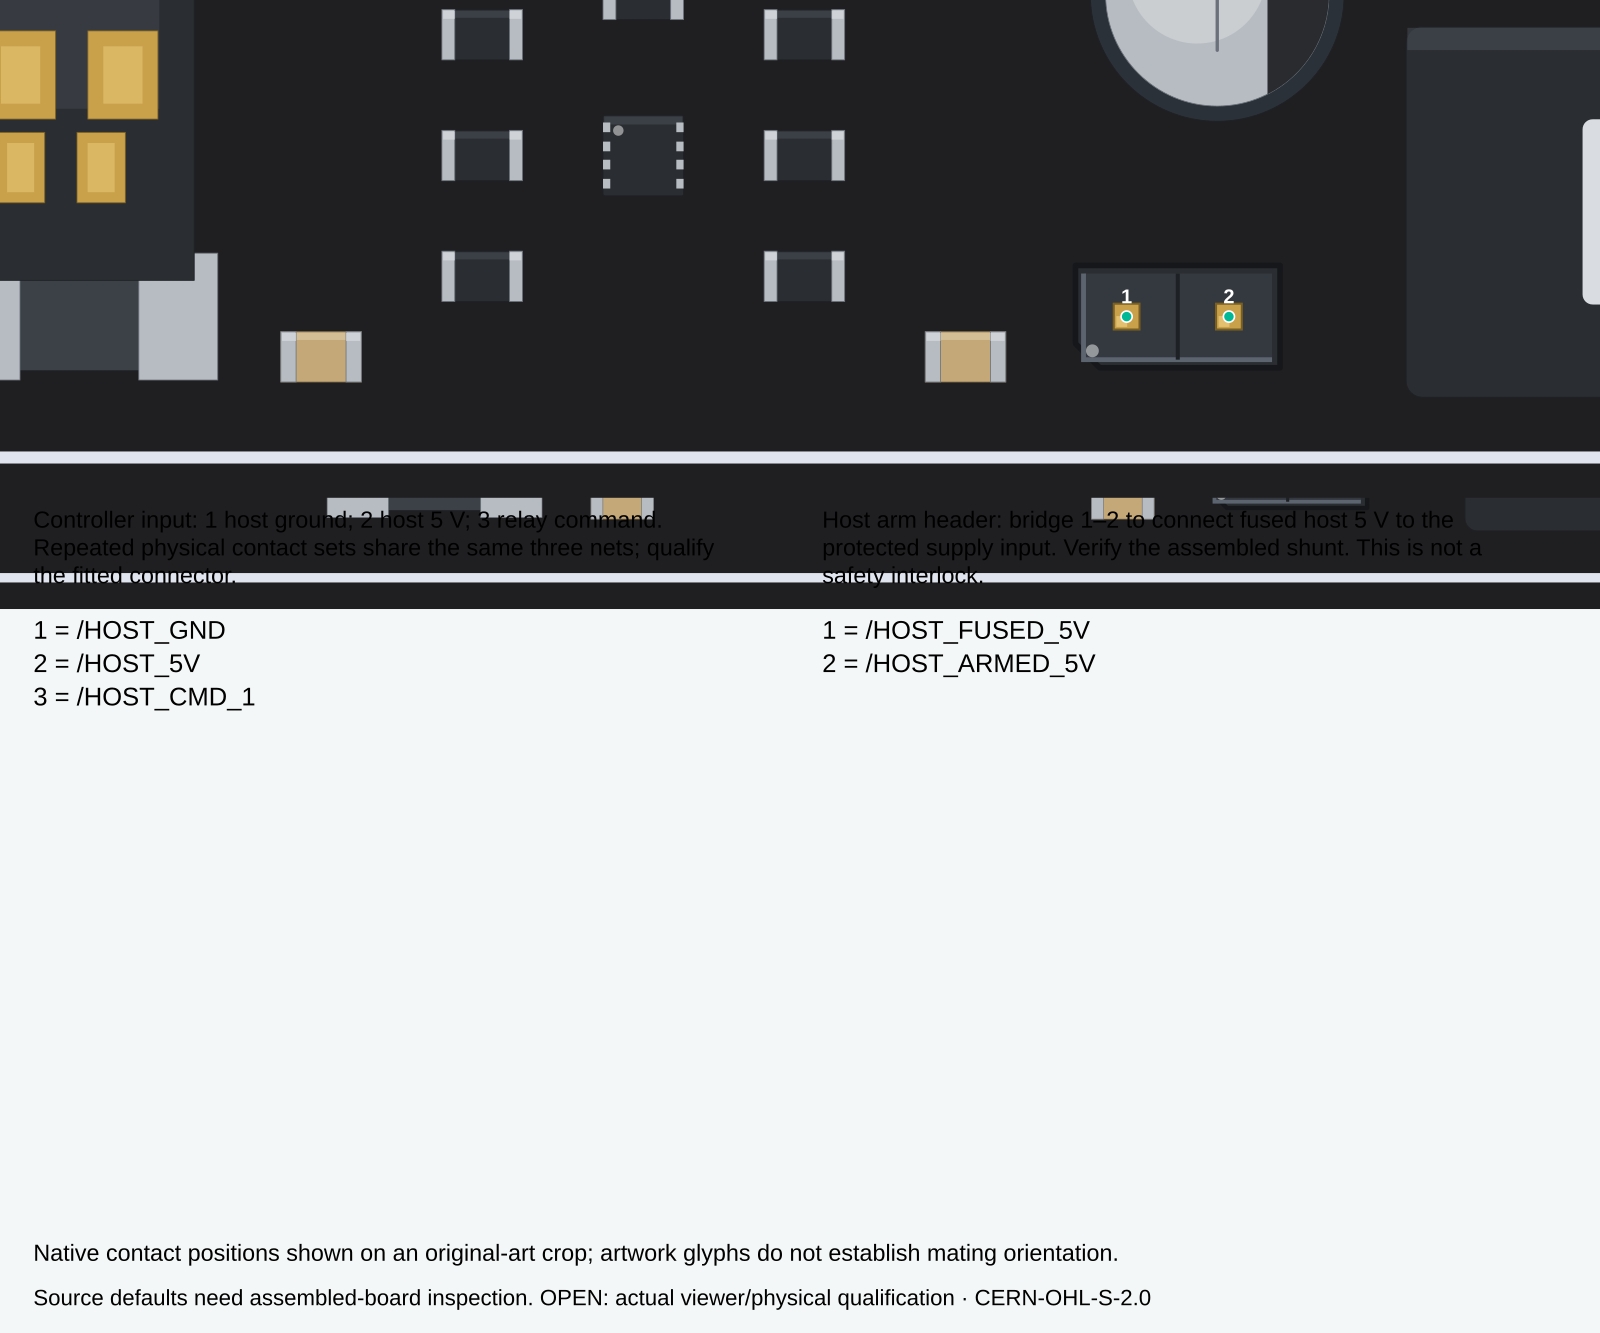 1 2
Controller input: 1 host ground; 2 host 5 V; 3 relay command.
Repeated physical contact sets share the same three nets; qualify
the fitted connector.
1 = /HOST_GND
2 = /HOST_5V
3 = /HOST_CMD_1
Host arm header: bridge 1–2 to connect fused host 5 V to the
protected supply input. Verify the assembled shunt. This is not a
safety interlock.
1 = /HOST_FUSED_5V
2 = /HOST_ARMED_5V
Native contact positions shown on an original-art crop; artwork glyphs do not establish mating orientation.
Source defaults need assembled-board inspection. OPEN: actual viewer/physical qualification · CERN-OHL-S-2.0